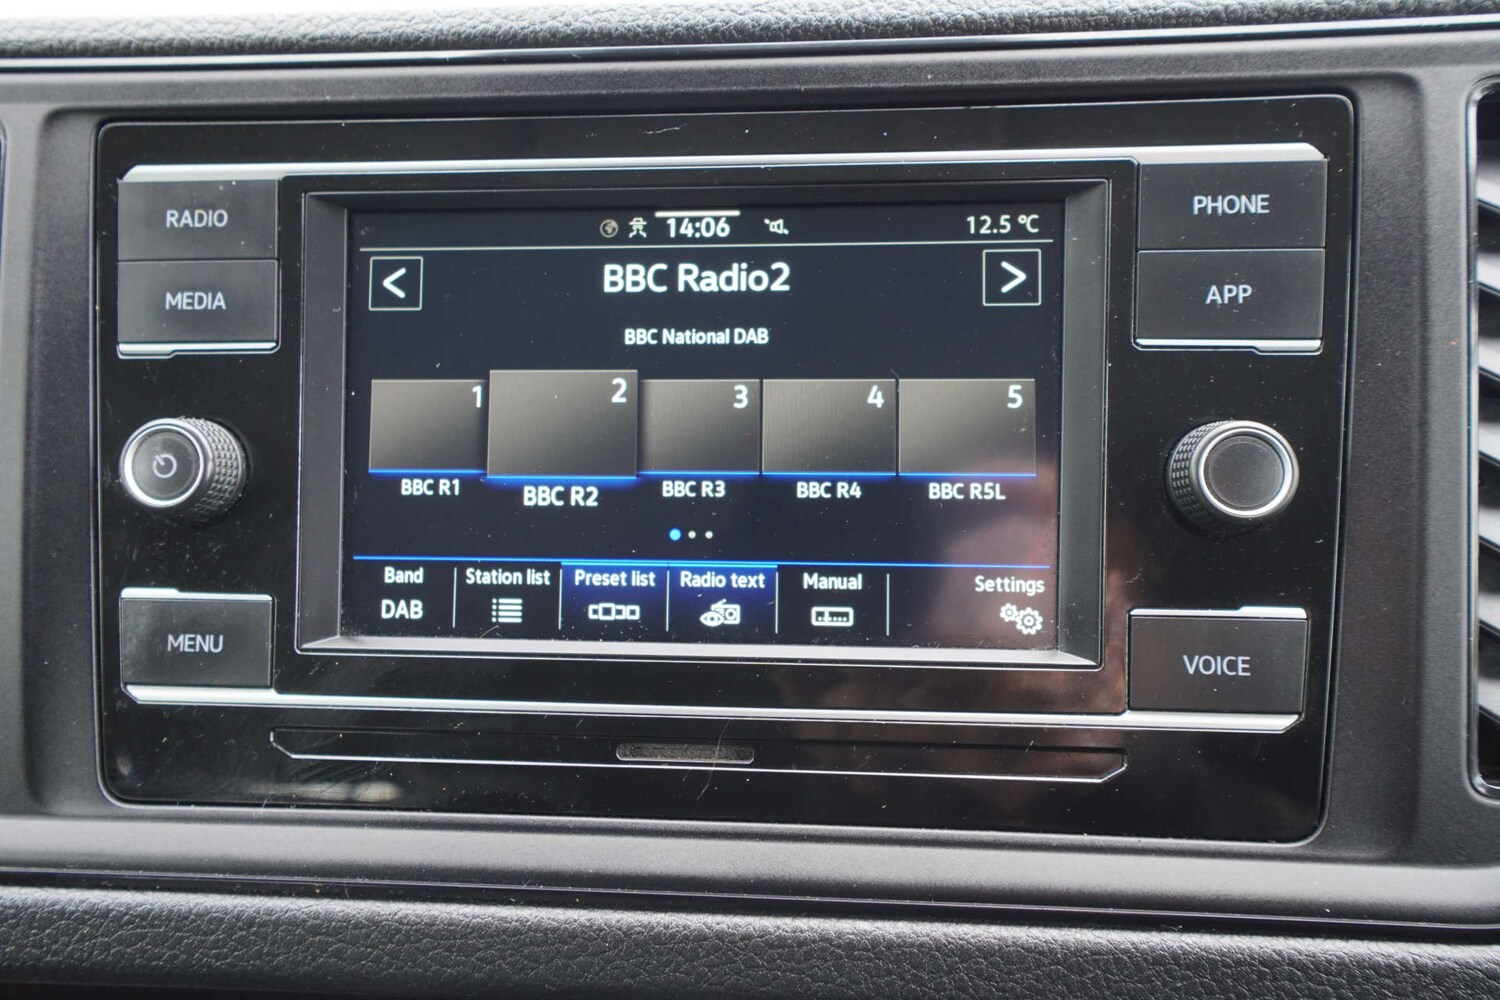 RADIO
MEDIA
MENU
14:06
12.5 °C
<
BBC Radio2
>
BBC National DAB
1
2
3
4
5
BBC R1
BBC R2
BBC R3
BBC R4
BBC R5L
Band
DAB
Station list
Preset list
Radio text
Manual
Settings
PHONE
APP
VOICE